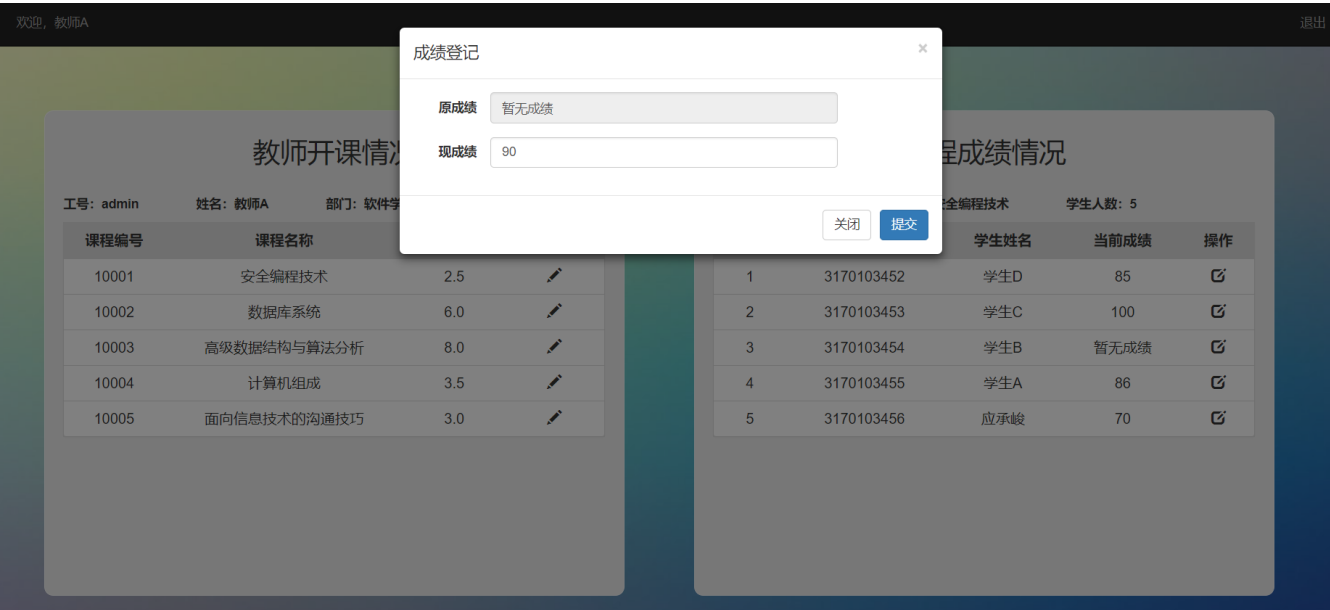 欢迎，教师A
退出
成绩登记
×
原成绩 暂无成绩
现成绩 90
关闭 提交
教师开课情
程成绩情况
工号：admin 姓名：教师A 部门：软件学
安全编程技术 学生人数：5
课程编号 课程名称
10001 安全编程技术 2.5
10002 数据库系统 6.0
10003 高级数据结构与算法分析 8.0
10004 计算机组成 3.5
10005 面向信息技术的沟通技巧 3.0
学生姓名 当前成绩 操作
1 3170103452 学生D 85
2 3170103453 学生C 100
3 3170103454 学生B 暂无成绩
4 3170103455 学生A 86
5 3170103456 应承峻 70